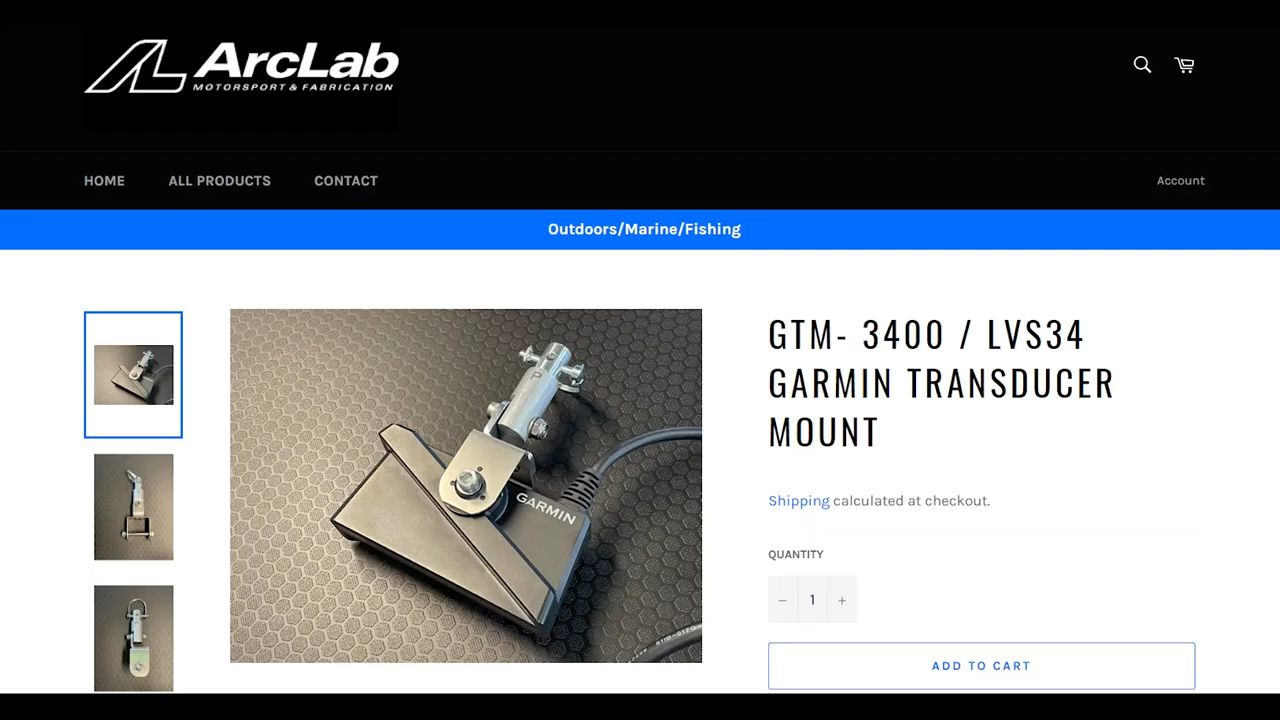 ArcLab
MOTORSPORT & FABRICATION
HOME
ALL PRODUCTS
CONTACT
Account
Outdoors/Marine/Fishing
GARMIN
GTM- 3400 / LVS34
GARMIN TRANSDUCER
MOUNT
Shipping calculated at checkout.
QUANTITY
− 1 +
ADD TO CART